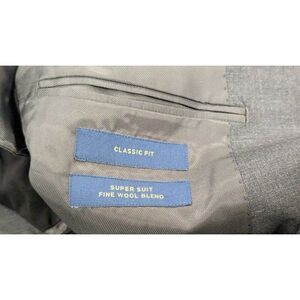 CLASSIC FIT
SUPER SUIT
FINE WOOL BLEND